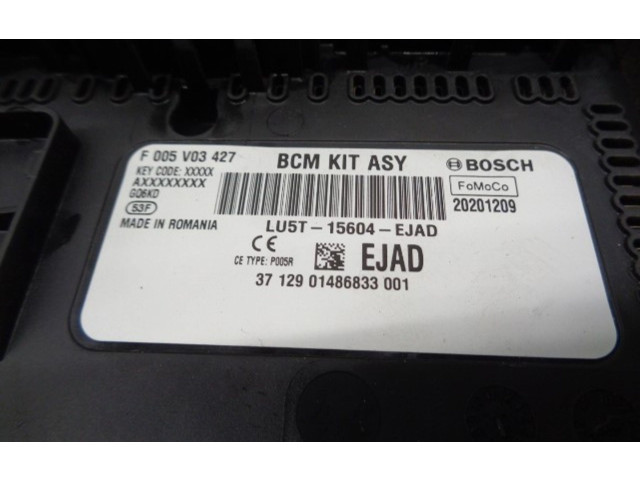 F 005 V03 427
BCM KIT ASY
BOSCH
KEY CODE: XXXXX
AXXXXXXXXX
GQ6KD
FoMoCo
20201209
S3F
MADE IN ROMANIA
LU5T-15604-EJAD
CE
CE TYPE: P005R
EJAD
37 129 01486833 001